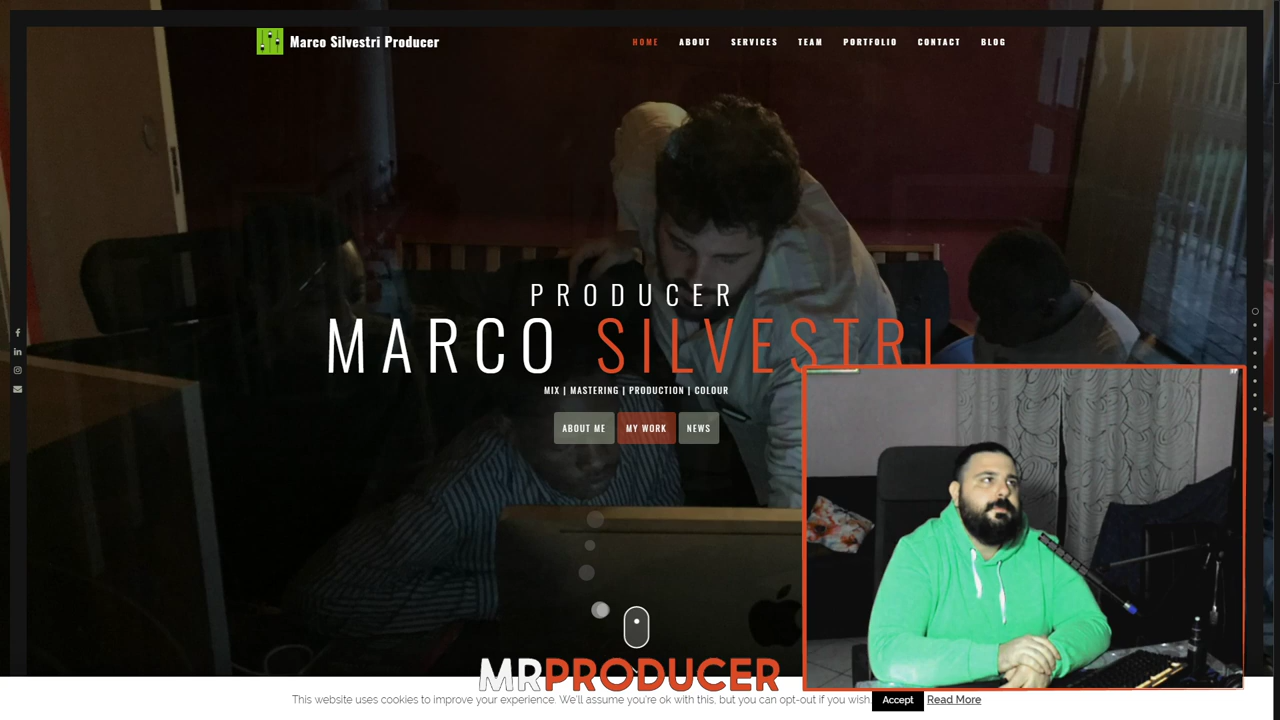 Marco Silvestri Producer
HOME ABOUT SERVICES TEAM PORTFOLIO CONTACT BLOG
PRODUCER
MARCO SILVESTRI
MIX | MASTERING | PRODUCTION | COLOUR
ABOUT ME MY WORK NEWS
MRPRODUCER
This website uses cookies to improve your experience. We'll assume you're ok with this, but you can opt-out if you wish. Accept Read More